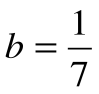 b = 1/7